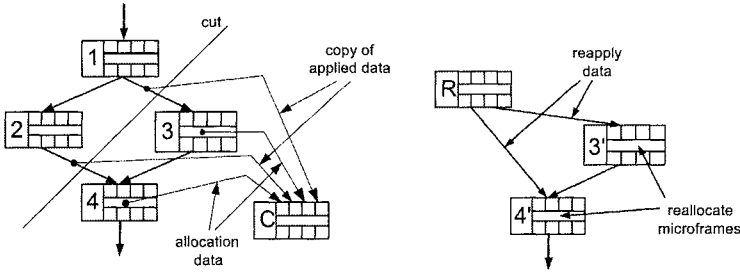 cut
1
copy of
applied data
2
3
4
C
allocation
data
reapply
data
R
3'
4'
reallocate
microframes